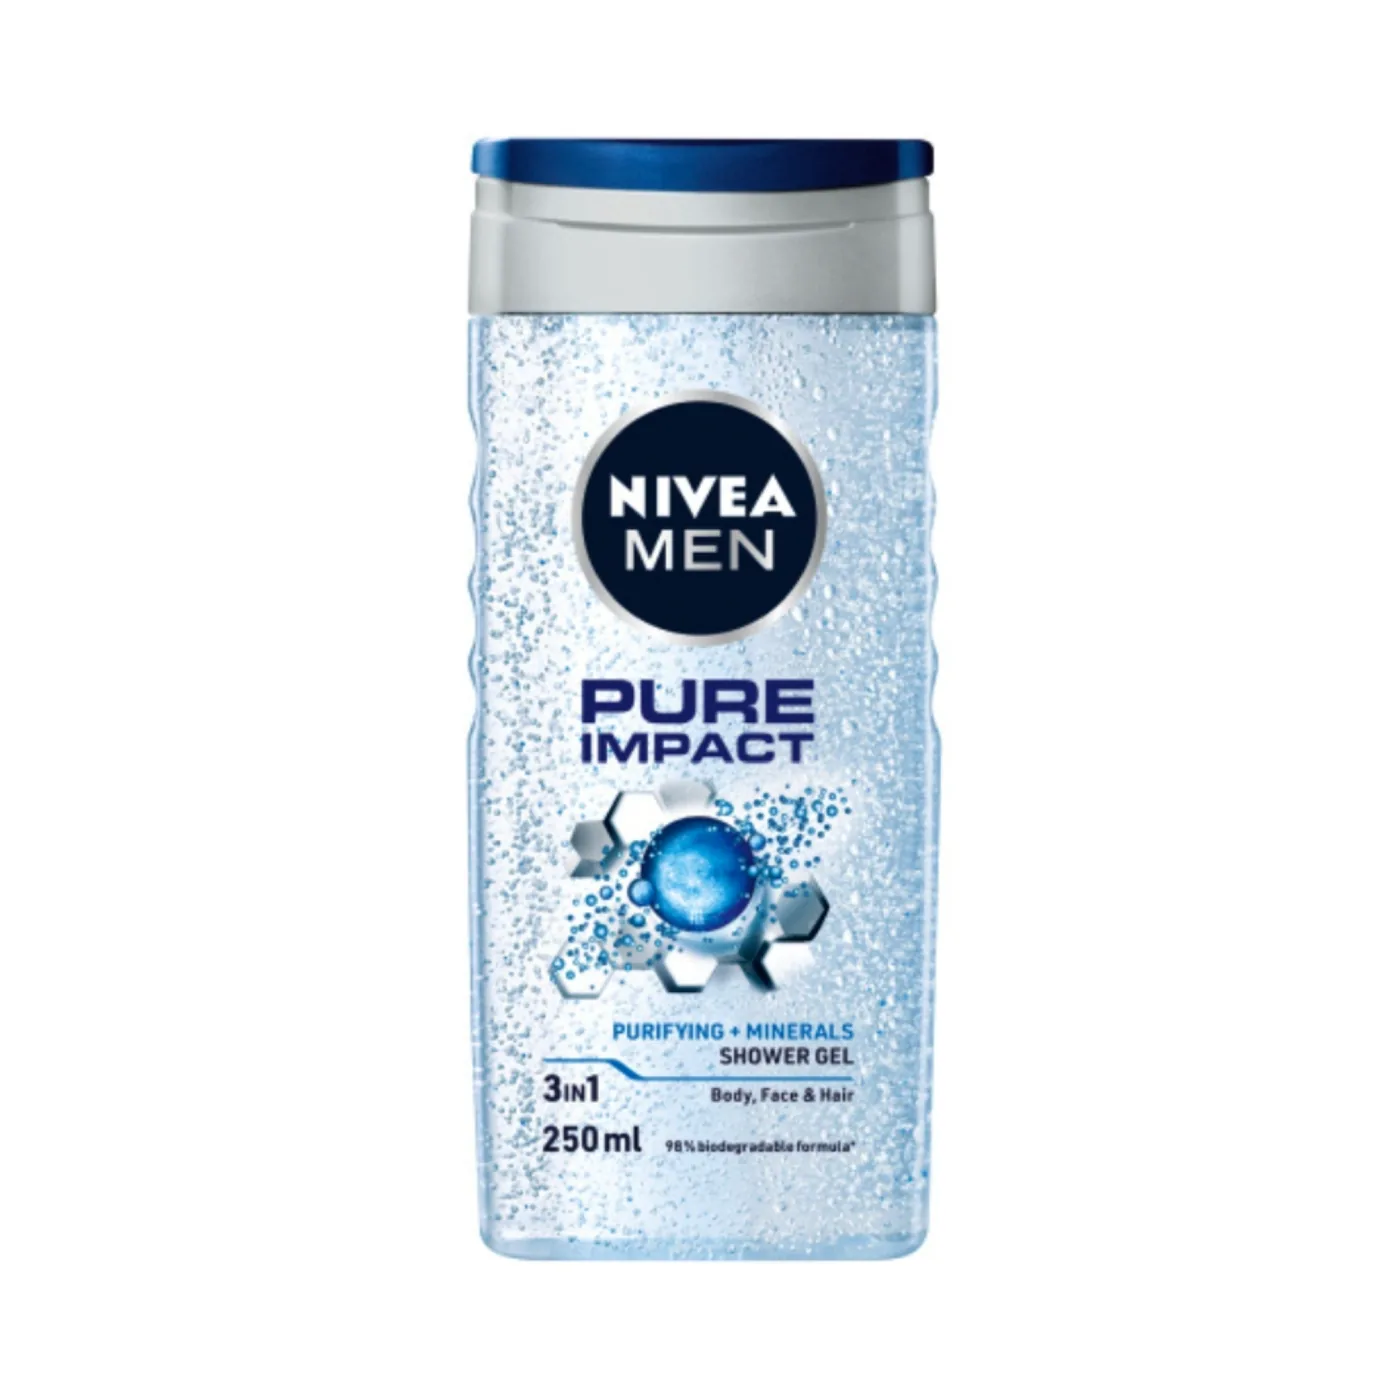 NIVEA
MEN
PURE
IMPACT
PURIFYING + MINERALS
SHOWER GEL
3IN1
Body, Face & Hair
250ml
98% biodegradable formula*